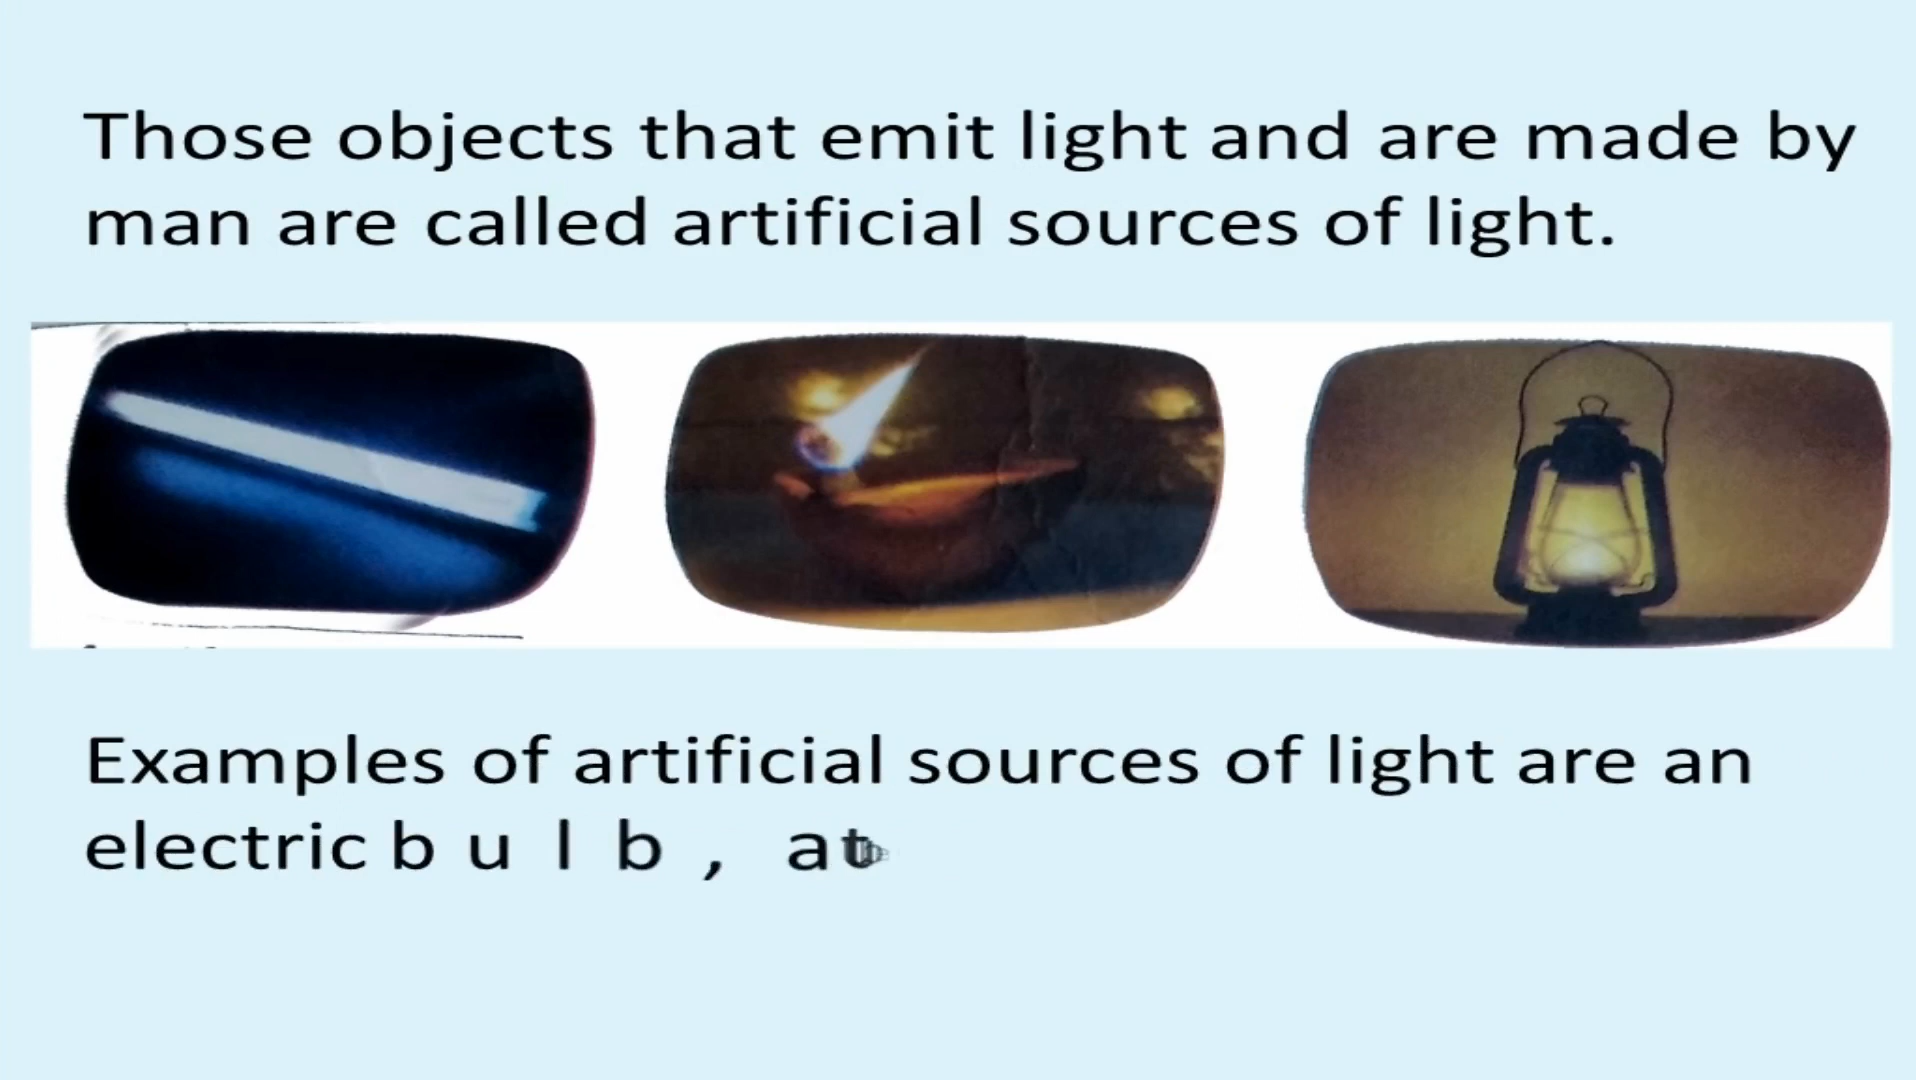 Those objects that emit light and are made by
man are called artificial sources of light.
Examples of artificial sources of light are an
electric bulb, a